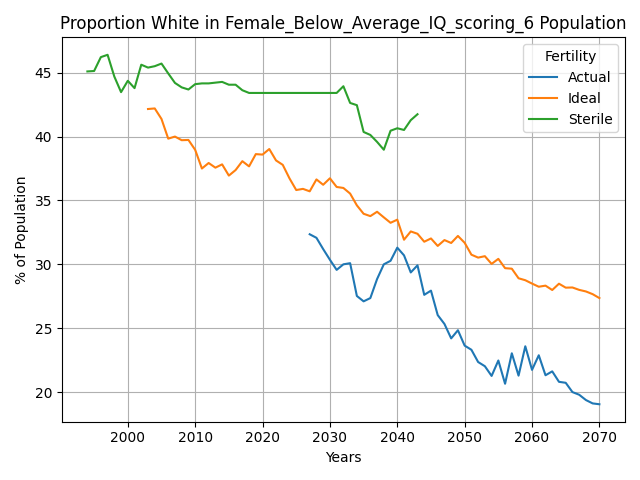 Proportion White in Female_Below_Average_IQ_scoring_6 Population
Fertility
Actual
Ideal
Sterile
% of Population
45
40
35
30
25
20
2000 2010 2020 2030 2040 2050 2060 2070
Years